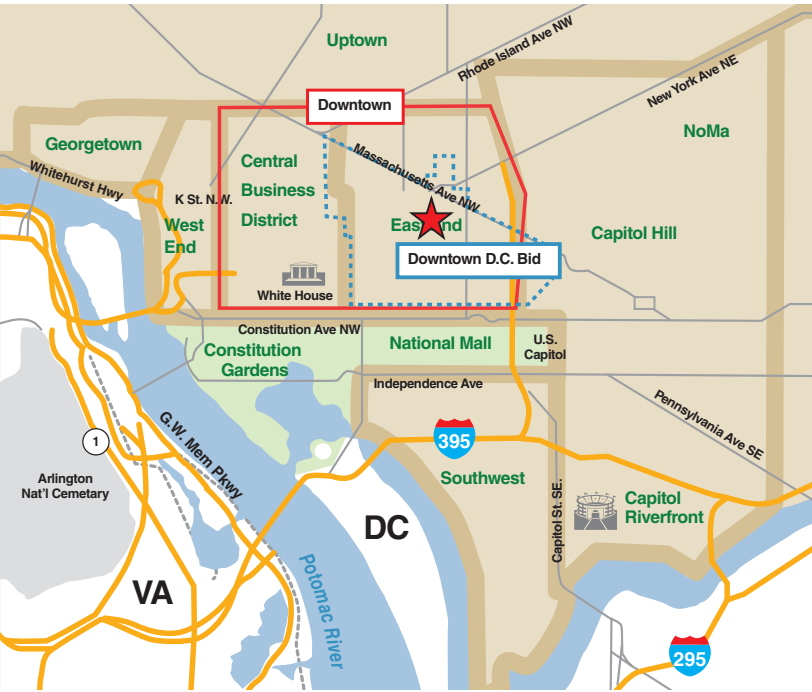 Uptown
Rhode Island Ave NW
New York Ave NE
Downtown
NoMa
Georgetown
Massachusetts Ave NW
Central
Business
District
Whitehurst Hwy
K St. N.W.
West
End
East End
Capitol Hill
Downtown D.C. Bid
White House
Constitution Ave NW
Constitution
Gardens
National Mall
U.S.
Capitol
Independence Ave
Pennsylvania Ave SE
G.W. Mem Pkwy
395
1
Southwest
Arlington
Nat'l Cemetery
Capitol St. SE.
Capitol
Riverfront
DC
VA
Potomac River
295